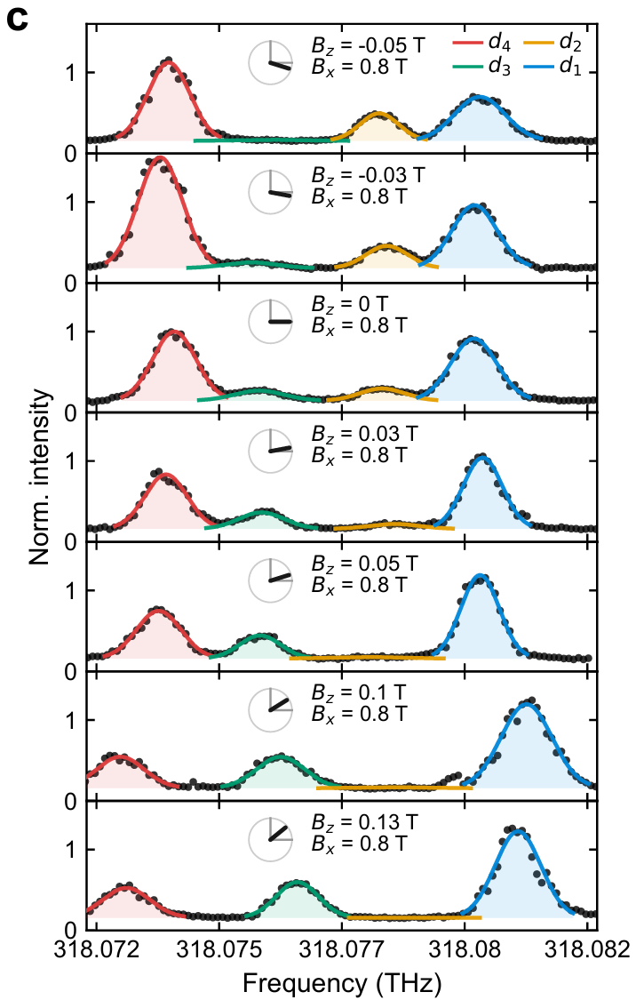 c
B_z = -0.05 T
B_x = 0.8 T
d_4 d_2
d_3 d_1
1
0
B_z = -0.03 T
B_x = 0.8 T
1
0
B_z = 0 T
B_x = 0.8 T
1
0
B_z = 0.03 T
B_x = 0.8 T
1
0
B_z = 0.05 T
B_x = 0.8 T
1
0
B_z = 0.1 T
B_x = 0.8 T
1
0
B_z = 0.13 T
B_x = 0.8 T
1
0
Norm. intensity
318.072 318.075 318.077 318.08 318.082
Frequency (THz)